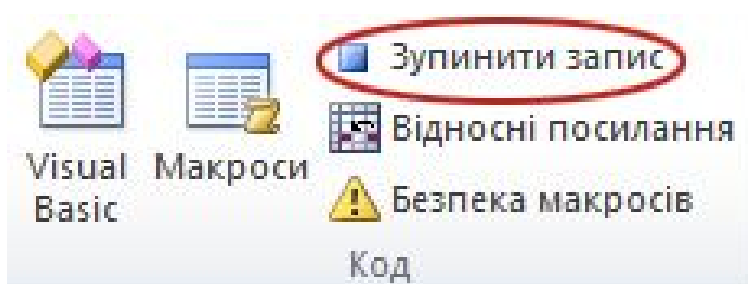 Visual
Basic
Макроси
Зупинити запис
Відносні посилання
Безпека макросів
Код